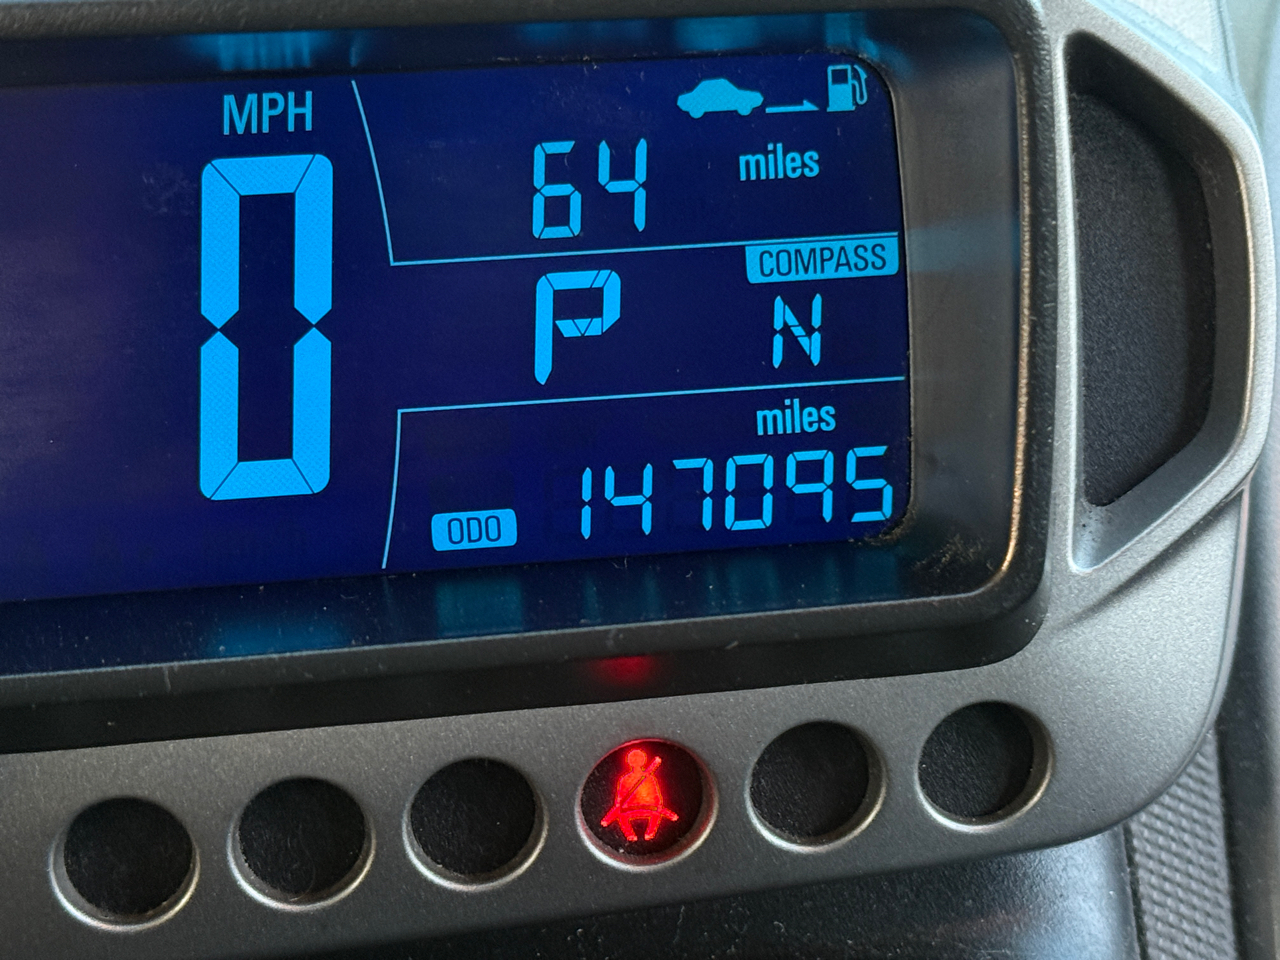 MPH
0
64 miles
COMPASS
P N
miles
ODO 147095